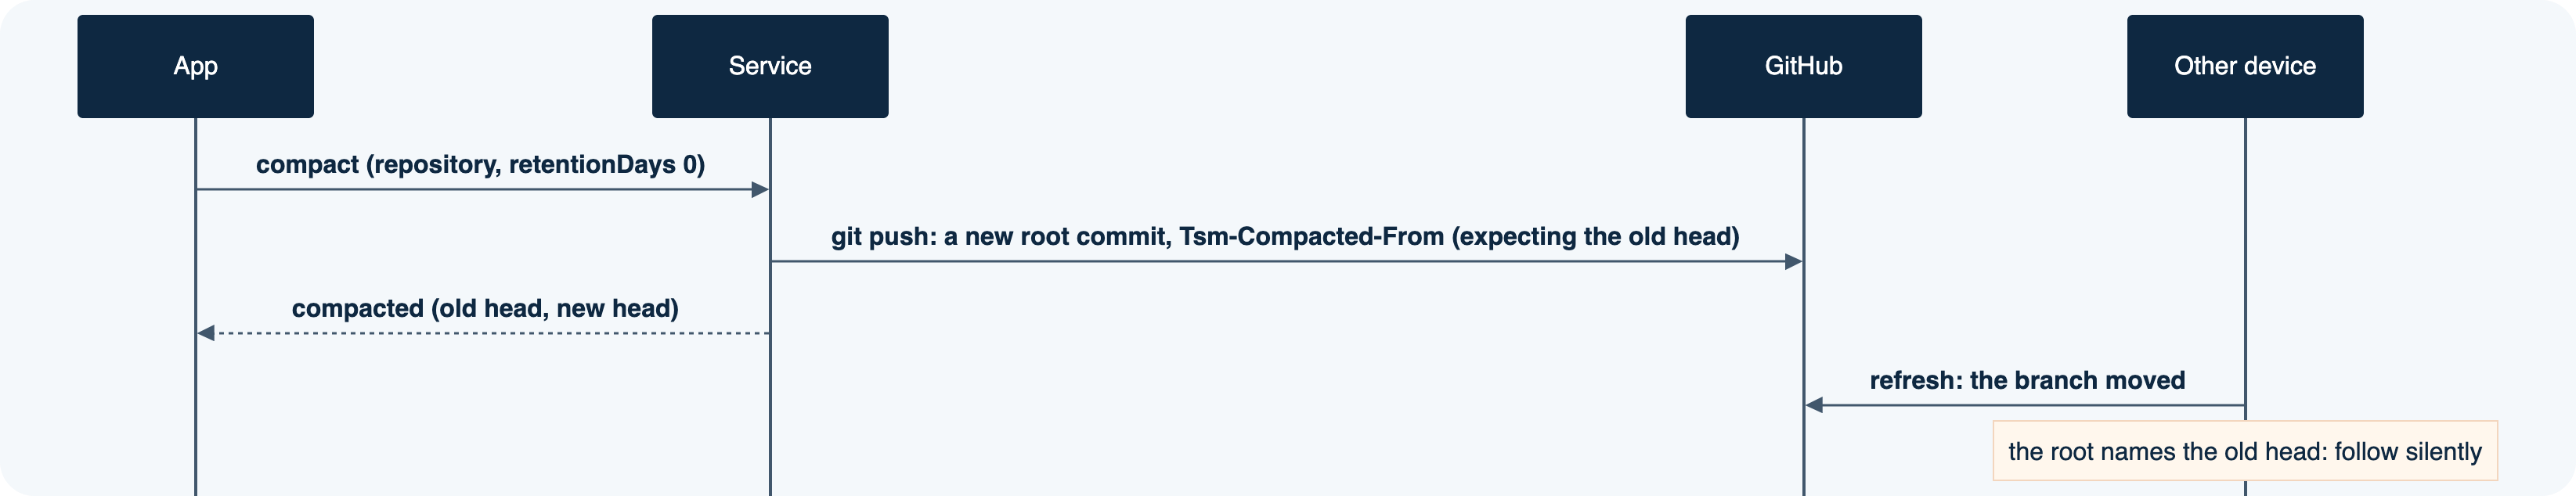 App
Service
GitHub
Other device
compact (repository, retentionDays 0)
git push: a new root commit, Tsm-Compacted-From (expecting the old head)
compacted (old head, new head)
refresh: the branch moved
the root names the old head: follow silently